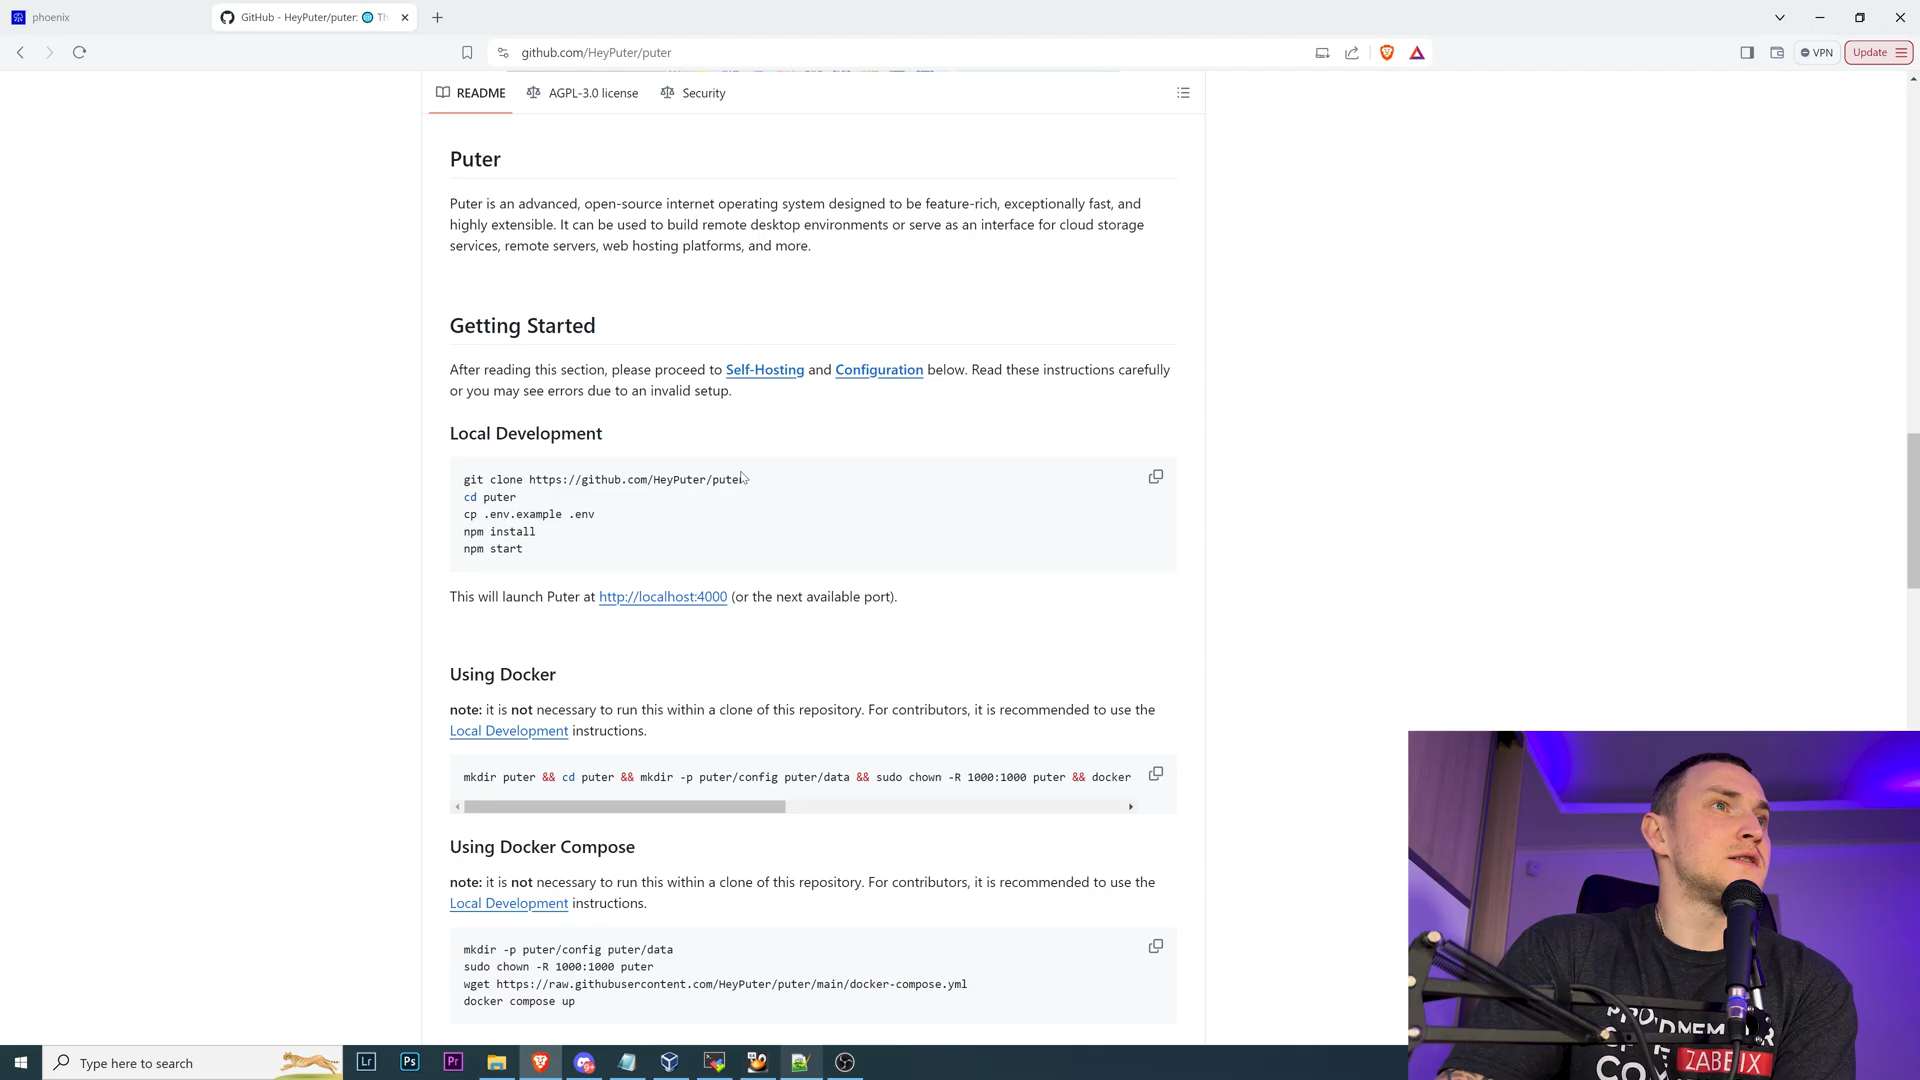 phoenix
GitHub - HeyPuter/puter: 🌐 Th
github.com/HeyPuter/puter
VPN
Update
README
AGPL-3.0 license
Security
Puter
Puter is an advanced, open-source internet operating system designed to be feature-rich, exceptionally fast, and
highly extensible. It can be used to build remote desktop environments or serve as an interface for cloud storage
services, remote servers, web hosting platforms, and more.
Getting Started
After reading this section, please proceed to Self-Hosting and Configuration below. Read these instructions carefully
or you may see errors due to an invalid setup.
Local Development
git clone https://github.com/HeyPuter/puter
cd puter
cp .env.example .env
npm install
npm start
This will launch Puter at http://localhost:4000 (or the next available port).
Using Docker
note: it is not necessary to run this within a clone of this repository. For contributors, it is recommended to use the
Local Development instructions.
mkdir puter && cd puter && mkdir -p puter/config puter/data && sudo chown -R 1000:1000 puter && docker
Using Docker Compose
note: it is not necessary to run this within a clone of this repository. For contributors, it is recommended to use the
Local Development instructions.
mkdir -p puter/config puter/data
sudo chown -R 1000:1000 puter
wget https://raw.githubusercontent.com/HeyPuter/puter/main/docker-compose.yml
docker compose up
Type here to search
Lr
Ps
Pr
ZABBIX